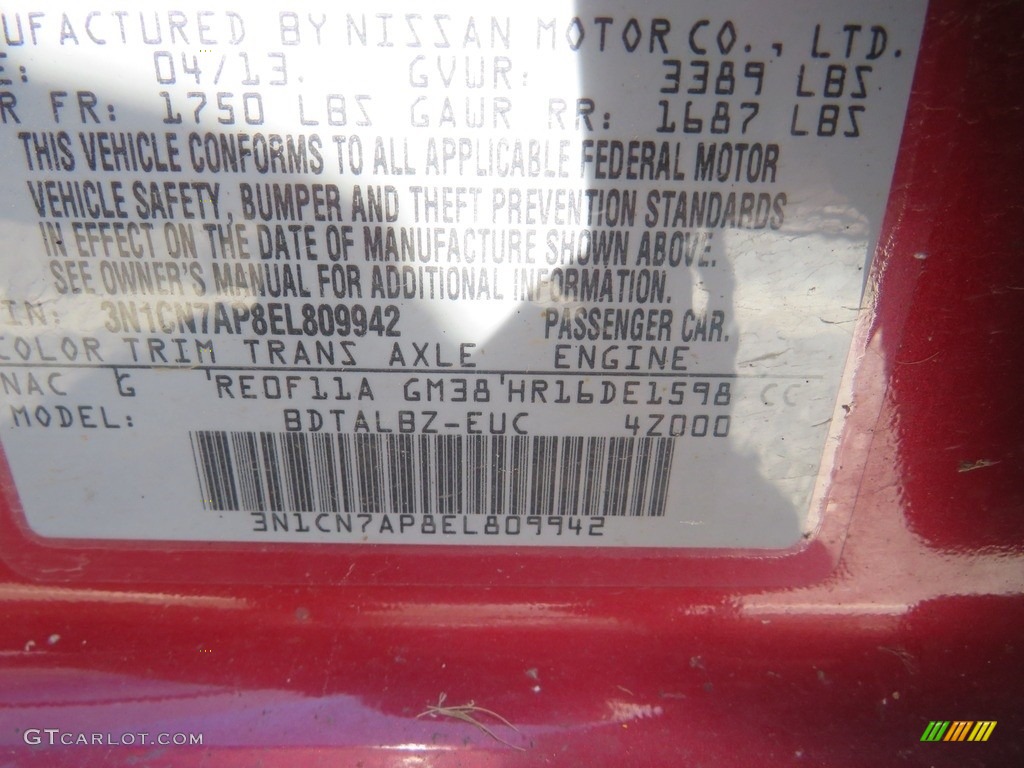 UFACTURED BY NISSAN MOTOR CO., LTD.
E: 04/13. GVWR: 3389 LBS
R FR: 1750 LBS GAWR RR: 1687 LBS
THIS VEHICLE CONFORMS TO ALL APPLICABLE FEDERAL MOTOR
VEHICLE SAFETY, BUMPER AND THEFT PREVENTION STANDARDS
IN EFFECT ON THE DATE OF MANUFACTURE SHOWN ABOVE.
SEE OWNER'S MANUAL FOR ADDITIONAL INFORMATION.
IN: 3N1CN7AP8EL809942 PASSENGER CAR.
COLOR TRIM TRANS AXLE ENGINE
NAC G RE0F11A GM38 HR16DE1598 CC
MODEL: BDTALBZ-EUC 4Z000
3N1CN7AP8EL809942
GTCARLOT.COM